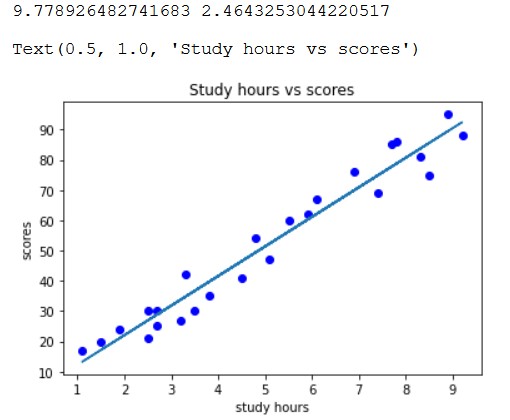 9.778926482741683 2.4643253044220517
Text(0.5, 1.0, 'Study hours vs scores')
Study hours vs scores
90
80
70
60
50
40
30
20
10
scores
1 2 3 4 5 6 7 8 9
study hours